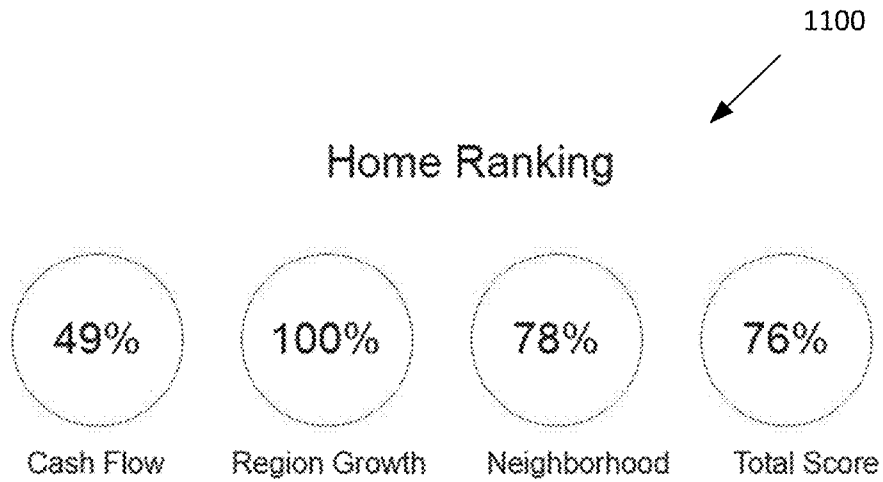 1100
Home Ranking
49% 100% 78% 76%
Cash Flow Region Growth Neighborhood Total Score